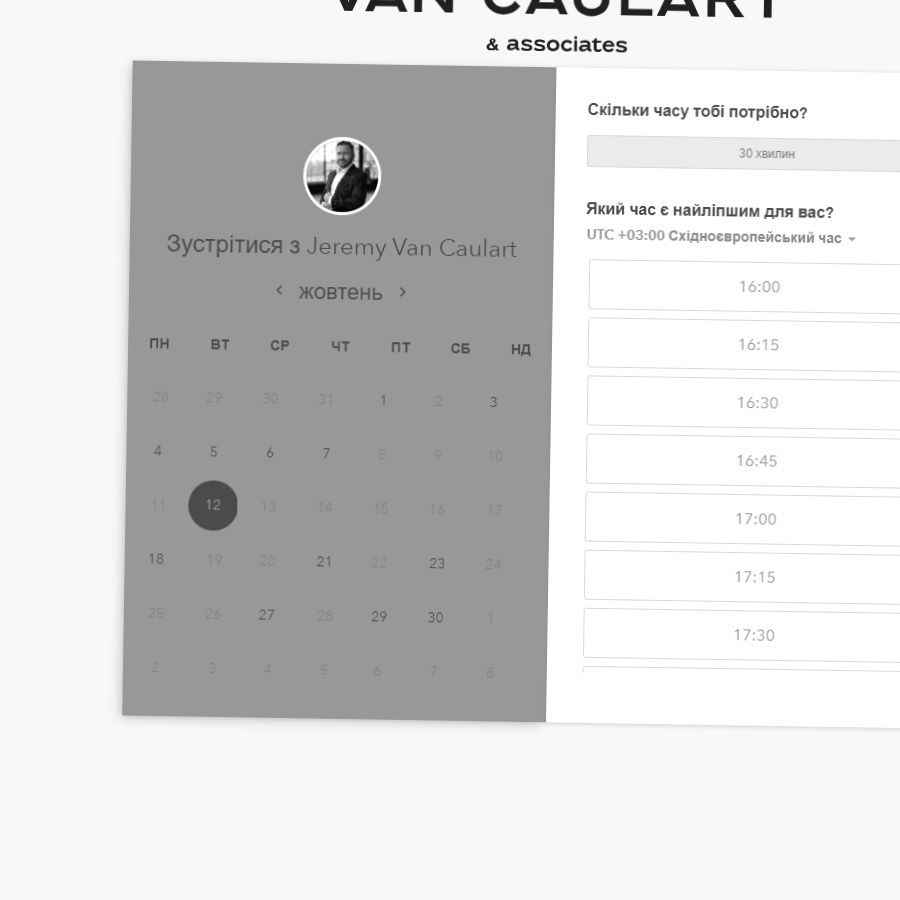 VAN CAULART
& associates
Зустрітися з Jeremy Van Caulart
жовтень
ПН ВТ СР ЧТ ПТ СБ НД
28 29 30 31 1 2 3
4 5 6 7 8 9 10
11 12 13 14 15 16 17
18 19 20 21 22 23 24
25 26 27 28 29 30 1
2 3 4 5 6 7 8
Скільки часу тобі потрібно?
30 хвилин
Який час є найліпшим для вас?
UTC +03:00 Східноєвропейський час
16:00
16:15
16:30
16:45
17:00
17:15
17:30